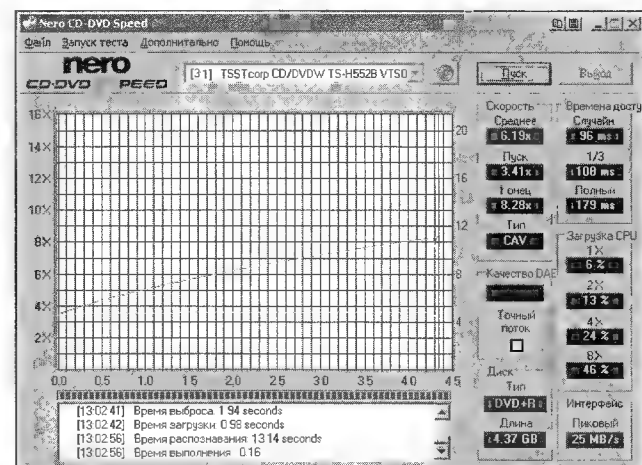 Nero CD-DVD Speed
Файл Запуск теста Дополнительно Помощь
nero
CD-DVD SPEED
[3 1] TSSTcorp CD/DVDW TS-H552B VTS0
Пуск
Выход
Скорость
Среднее
6.19x
Пуск
3.41x
Конец
8.28x
Тип
CAV
Времена досту
Случайн
96 ms
1/3
108 ms
Полный
179 ms
Загрузка CPU
1X
6 %
2X
13 %
4X
24 %
8X
46 %
Качество DAE
Точный
поток
Диск
Тип
DVD+R
Длина
4.37 GB
Интерфейс
Пиковый
25 MB/s
16X
14X
12X
10X
8X
6X
4X
2X
20
16
12
8
4
0.0 0.5 1.0 1.5 2.0 2.5 3.0 3.5 4.0 4.5
[13:02 41] Время выброса 1 94 seconds
[13:02 42] Время загрузки 0 98 seconds
[13:02:56] Время распознавания 13 14 seconds
[13:02 56] Время выполнения 0.16